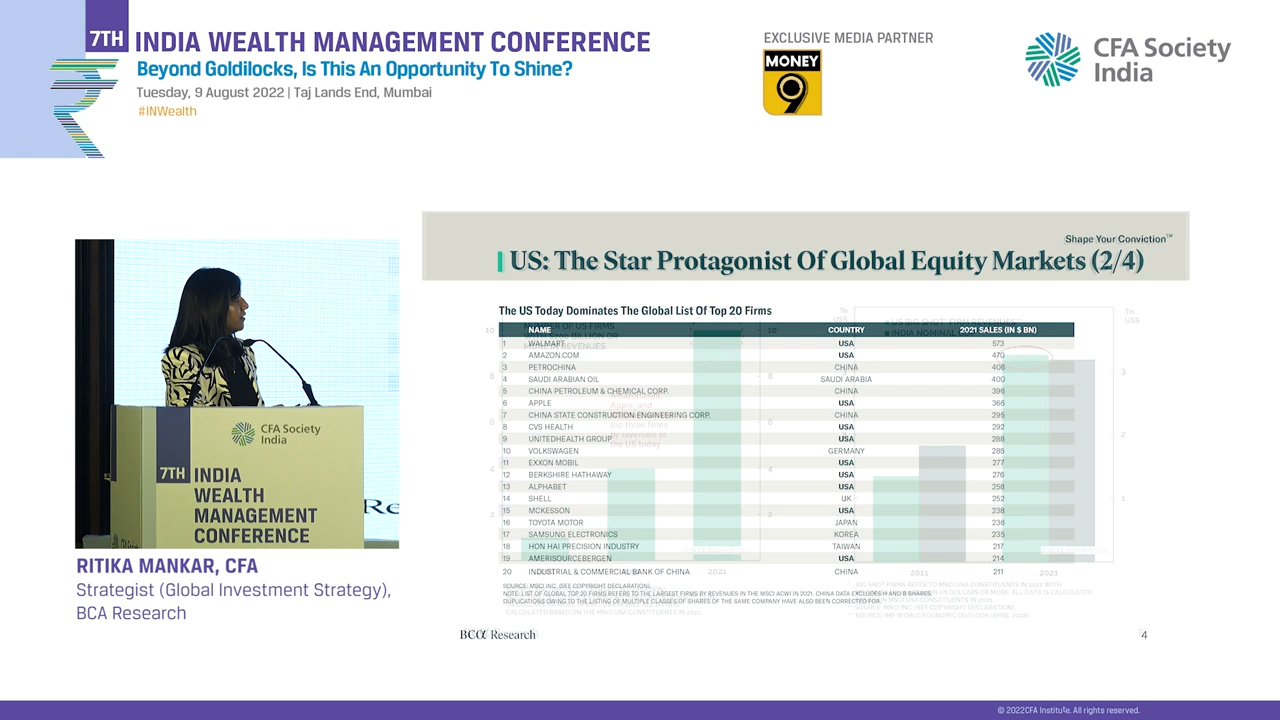 7TH INDIA WEALTH MANAGEMENT CONFERENCE
Beyond Goldilocks, Is This An Opportunity To Shine?
Tuesday, 9 August 2022 | Taj Lands End, Mumbai
#INWealth
EXCLUSIVE MEDIA PARTNER
MONEY
9
CFA Society
India
CFA Society
India
7TH INDIA
WEALTH
MANAGEMENT
CONFERENCE
RITIKA MANKAR, CFA
Strategist (Global Investment Strategy),
BCA Research
Shape Your Conviction™
US: The Star Protagonist Of Global Equity Markets (2/4)
The US Today Dominates The Global List Of Top 20 Firms
NAME COUNTRY 2021 SALES (IN $ BN)
1 WALMART USA 573
2 AMAZON.COM USA 470
3 PETROCHINA CHINA 406
4 SAUDI ARABIAN OIL SAUDI ARABIA 400
5 CHINA PETROLEUM & CHEMICAL CORP. CHINA 396
6 APPLE USA 366
7 CHINA STATE CONSTRUCTION ENGINEERING CORP. CHINA 295
8 CVS HEALTH USA 292
9 UNITEDHEALTH GROUP USA 288
10 VOLKSWAGEN GERMANY 285
11 EXXON MOBIL USA 277
12 BERKSHIRE HATHAWAY USA 276
13 ALPHABET USA 258
14 SHELL UK 252
15 MCKESSON USA 238
16 TOYOTA MOTOR JAPAN 236
17 SAMSUNG ELECTRONICS KOREA 235
18 HON HAI PRECISION INDUSTRY TAIWAN 217
19 AMERISOURCEBERGEN USA 214
20 INDUSTRIAL & COMMERCIAL BANK OF CHINA CHINA 211
2021 2011 2021
SOURCE: MSCI INC. (SEE COPYRIGHT DECLARATION).
NOTE: LIST OF GLOBAL TOP 20 FIRMS REFERS TO THE LARGEST FIRMS BY REVENUES IN THE MSCI ACWI IN 2021. CHINA DATA EXCLUDES H AND B SHARES.
DUPLICATIONS OWING TO THE LISTING OF MULTIPLE CLASSES OF SHARES OF THE SAME COMPANY HAVE ALSO BEEN CORRECTED FOR.
BCA Research
4
© 2022CFA Institute. All rights reserved.